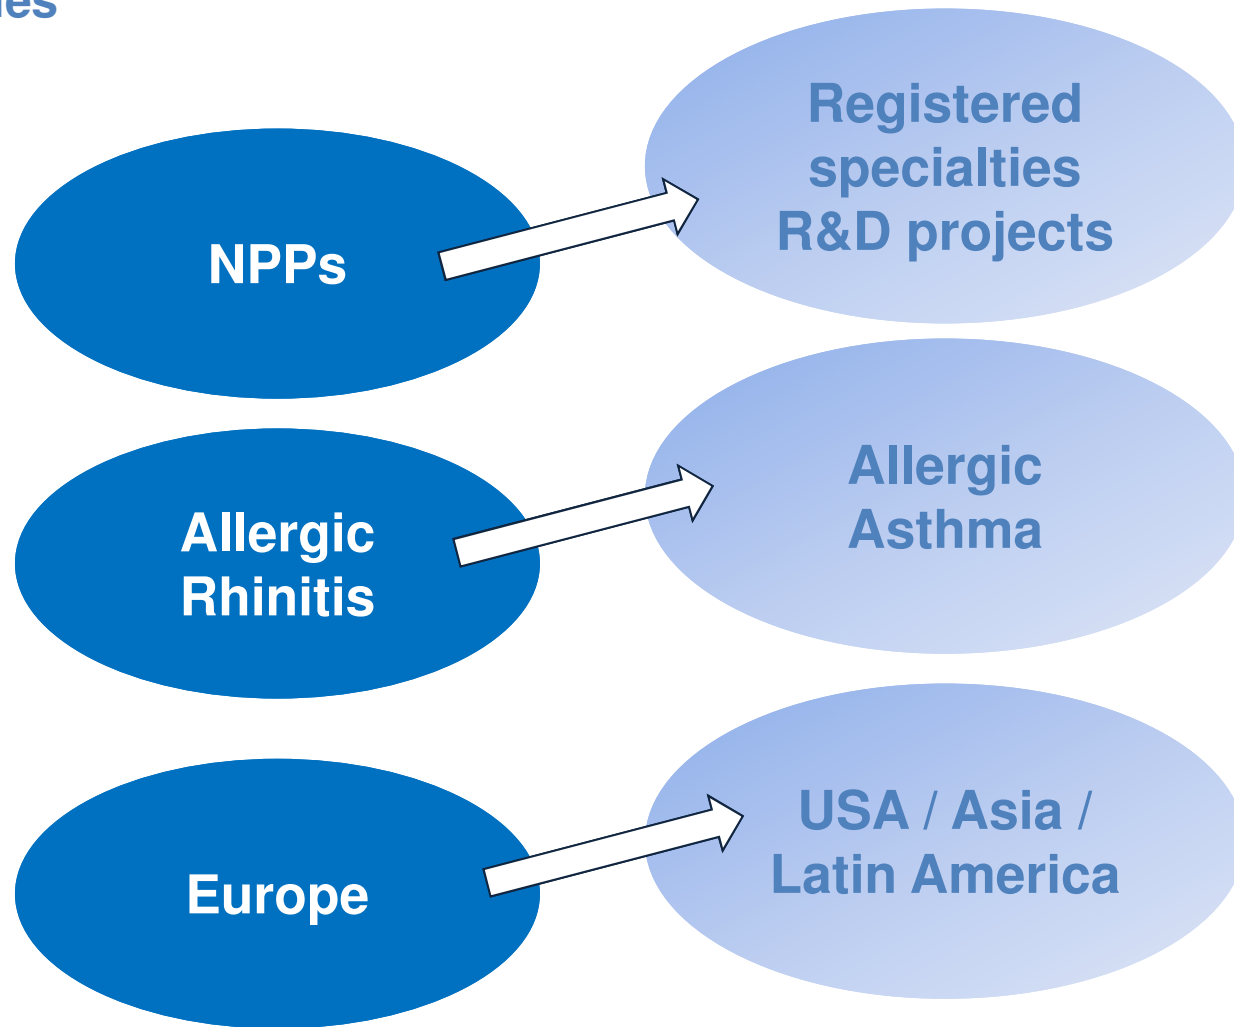 NPPs
Registered
specialties
R&D projects
Allergic
Rhinitis
Allergic
Asthma
Europe
USA / Asia /
Latin America